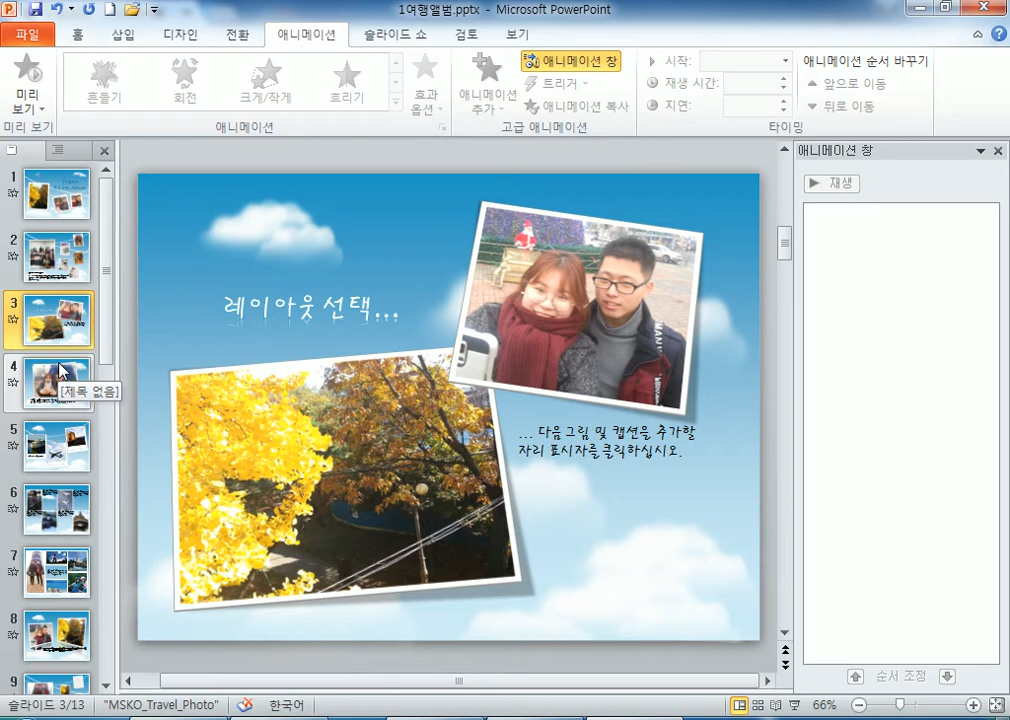 1여행앨범.pptx - Microsoft PowerPoint
파일 홈 삽입 디자인 전환 애니메이션 슬라이드 쇼 검토 보기
미리 보기
흔들기 회전 크게/작게 흐리기
효과 옵션
애니메이션 추가
애니메이션 창
트리거
애니메이션 복사
시작:
재생 시간:
지연:
애니메이션 순서 바꾸기
앞으로 이동
뒤로 이동
미리 보기 애니메이션 고급 애니메이션 타이밍
애니메이션 창
재생
1
2
3
4
[제목 없음]
5
6
7
8
9
레이아웃 선택...
... 다음 그림 및 캡션을 추가할
자리 표시자를 클릭하십시오.
순서 조정
슬라이드 3/13 "MSKO_Travel_Photo" 한국어 66%